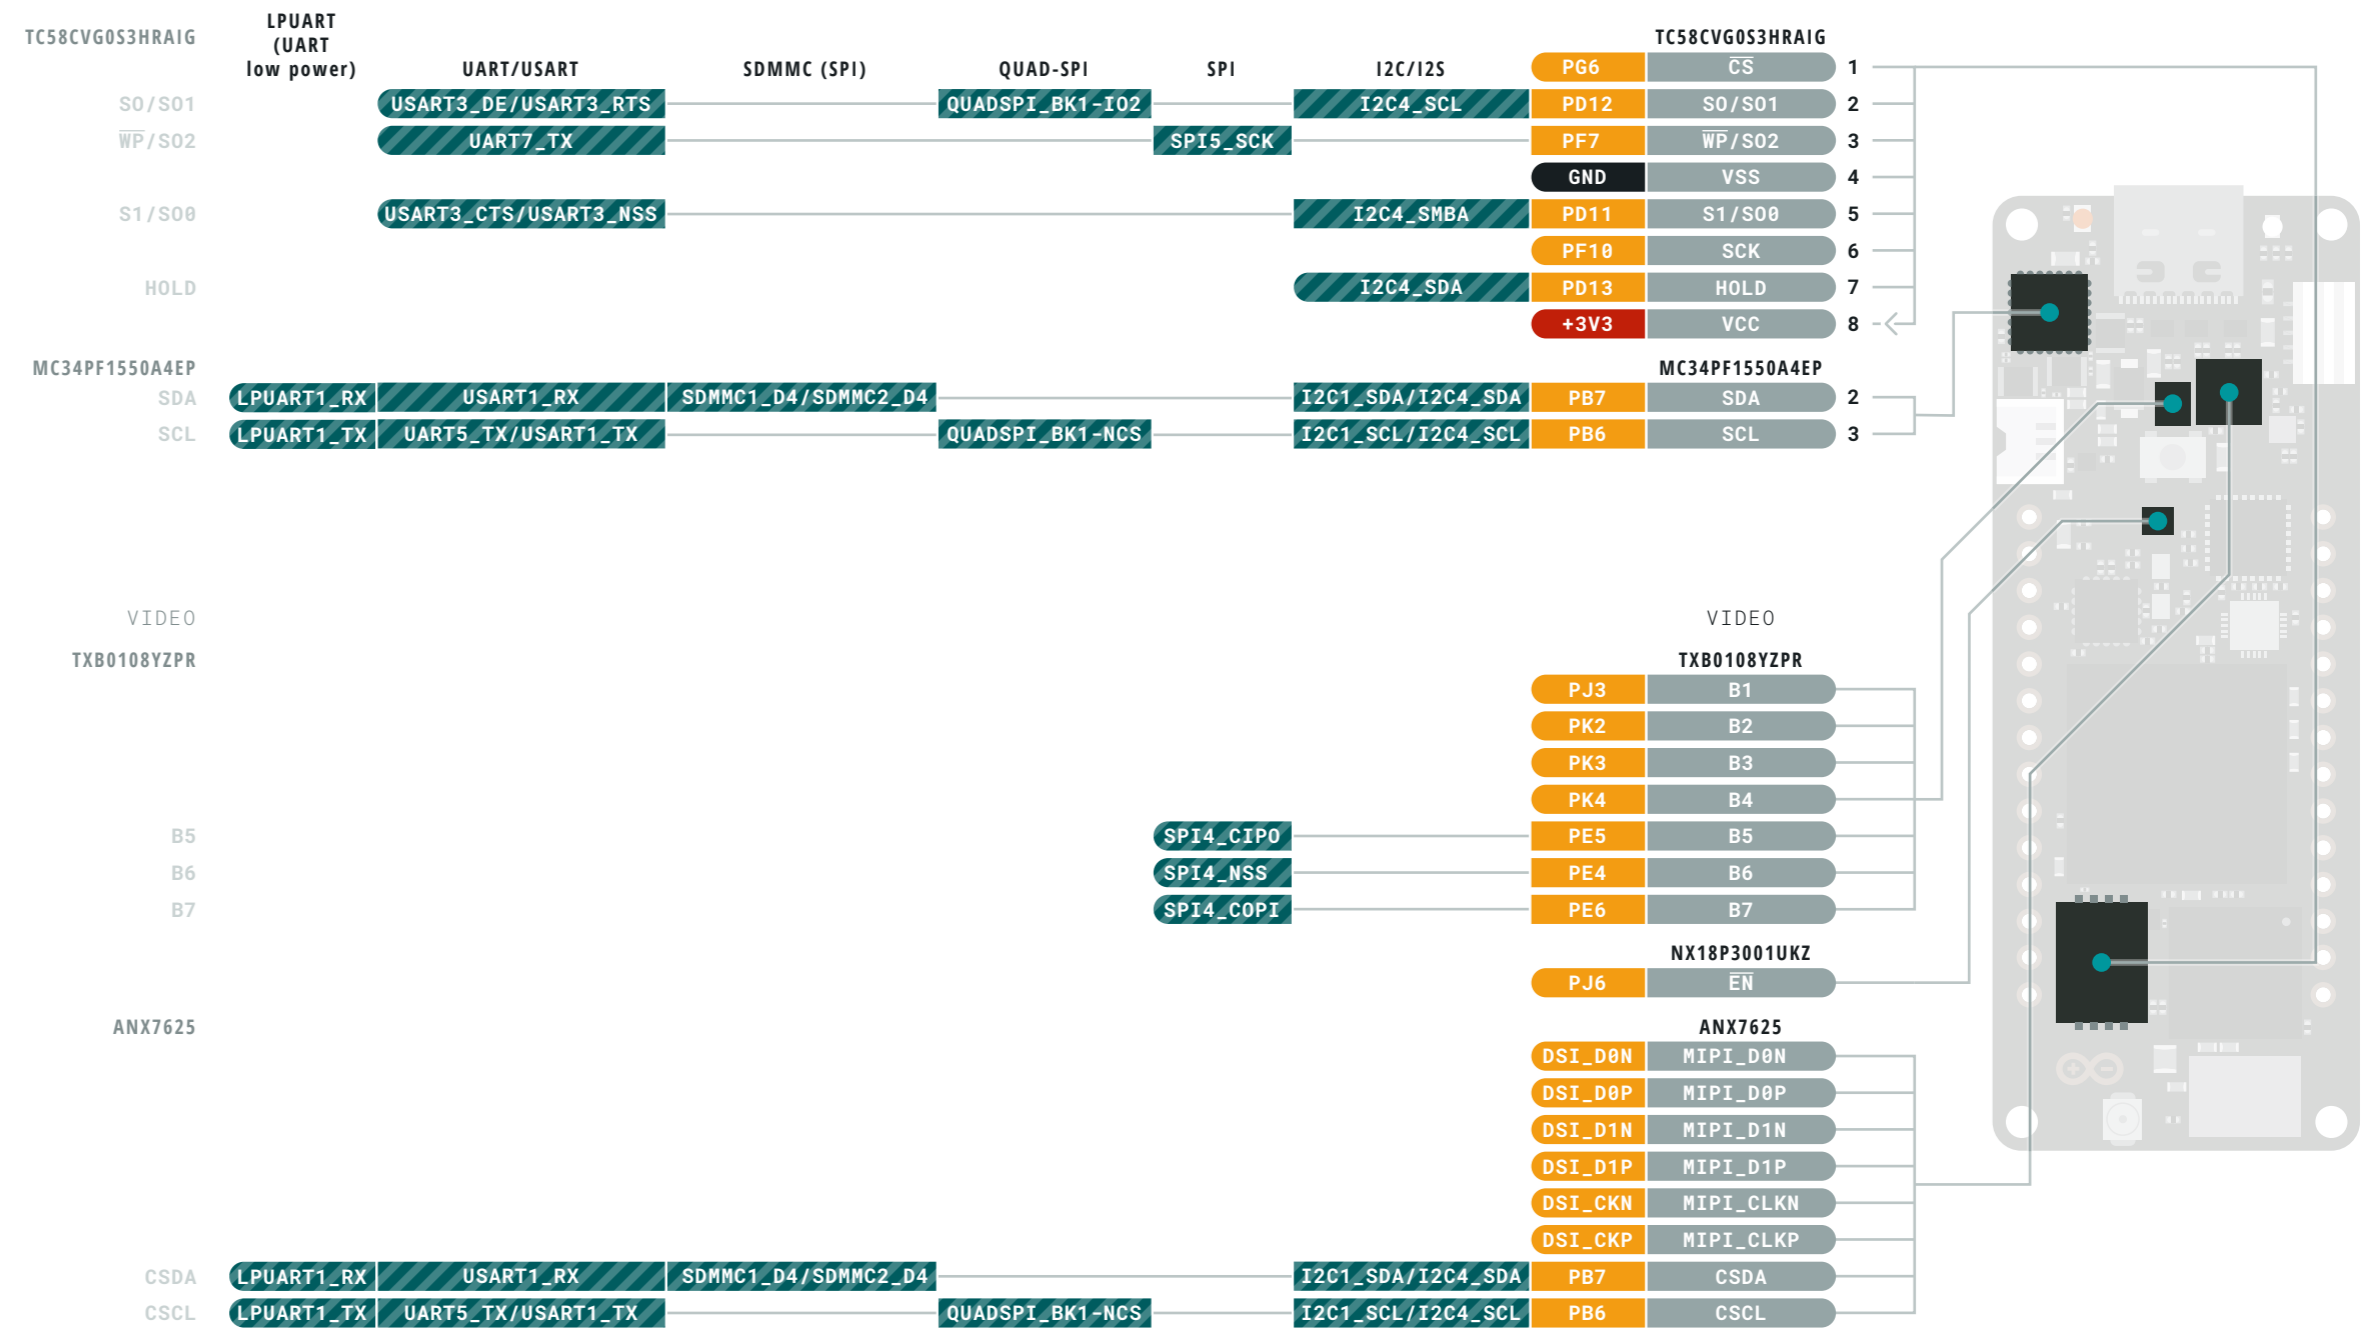 LPUART
(UART
low power)
TC58CVG0S3HRAIG
UART/USART SDMMC (SPI) QUAD-SPI SPI I2C/I2S
TC58CVG0S3HRAIG
PG6 CS 1
SO/SO1 USART3_DE/USART3_RTS QUADSPI_BK1-IO2 I2C4_SCL PD12 SO/SO1 2
WP/SO2 UART7_TX SPI5_SCK PF7 WP/SO2 3
GND VSS 4
S1/SO0 USART3_CTS/USART3_NSS I2C4_SMBA PD11 S1/SO0 5
PF10 SCK 6
HOLD I2C4_SDA PD13 HOLD 7
+3V3 VCC 8
MC34PF1550A4EP MC34PF1550A4EP
SDA LPUART1_RX USART1_RX SDMMC1_D4/SDMMC2_D4 I2C1_SDA/I2C4_SDA PB7 SDA 2
SCL LPUART1_TX UART5_TX/USART1_TX QUADSPI_BK1-NCS I2C1_SCL/I2C4_SCL PB6 SCL 3
VIDEO VIDEO
TXB0108YZPR TXB0108YZPR
PJ3 B1
PK2 B2
PK3 B3
PK4 B4
B5 SPI4_CIPO PE5 B5
B6 SPI4_NSS PE4 B6
B7 SPI4_COPI PE6 B7
NX18P3001UKZ
PJ6 EN
ANX7625 ANX7625
DSI_D0N MIPI_D0N
DSI_D0P MIPI_D0P
DSI_D1N MIPI_D1N
DSI_D1P MIPI_D1P
DSI_CKN MIPI_CLKN
DSI_CKP MIPI_CLKP
CSDA LPUART1_RX USART1_RX SDMMC1_D4/SDMMC2_D4 I2C1_SDA/I2C4_SDA PB7 CSDA
CSCL LPUART1_TX UART5_TX/USART1_TX QUADSPI_BK1-NCS I2C1_SCL/I2C4_SCL PB6 CSCL